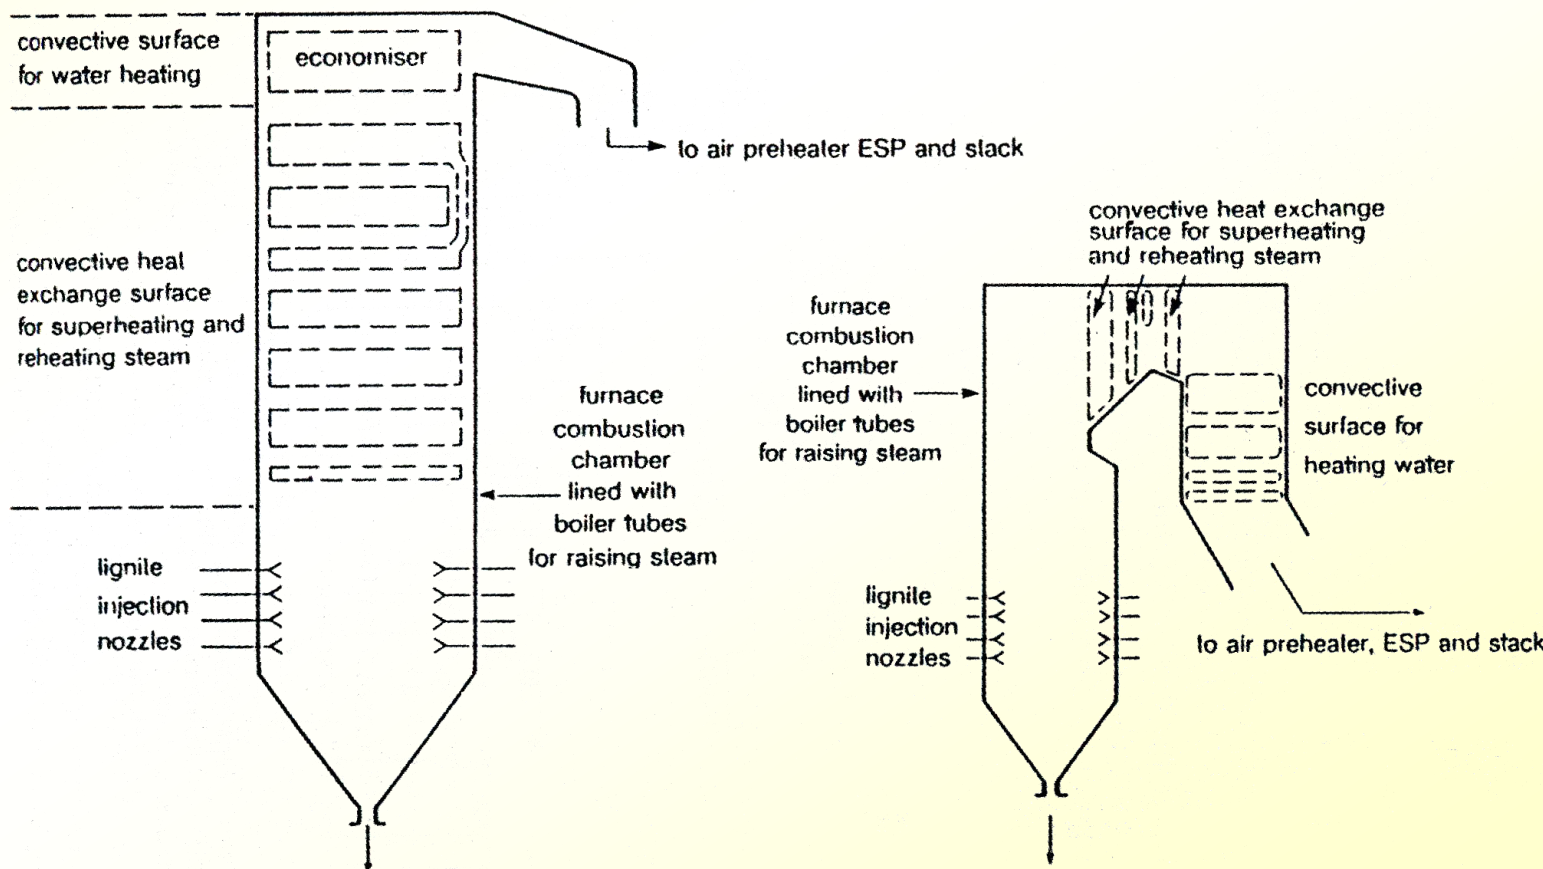 convective surface
for water heating
economiser
to air preheater ESP and stack
convective heat
exchange surface
for superheating and
reheating steam
furnace
combustion
chamber
lined with
boiler tubes
for raising steam
lignite
injection
nozzles
convective heat exchange
surface for superheating
and reheating steam
furnace
combustion
chamber
lined with
boiler tubes
for raising steam
convective
surface for
heating water
lignite
injection
nozzles
to air preheater, ESP and stack